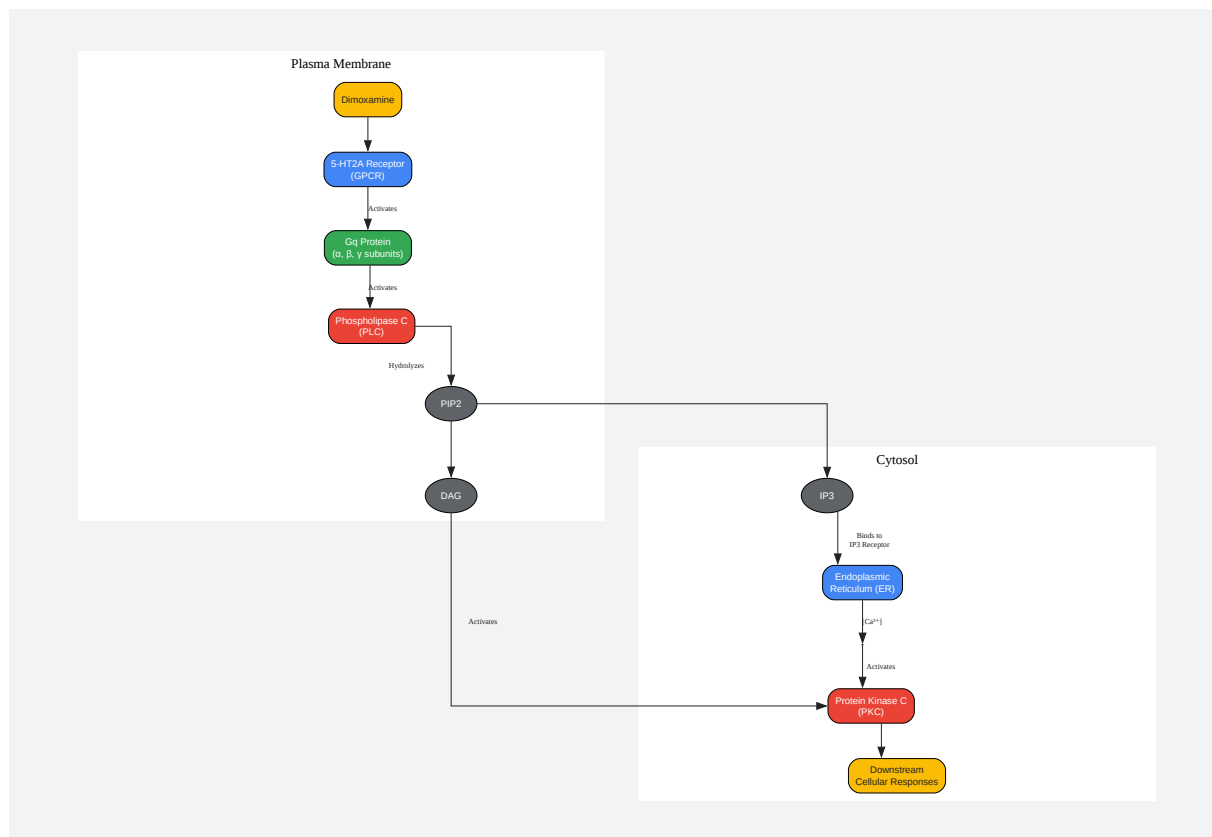 Plasma Membrane
Dimoxamine
5-HT2A Receptor
(GPCR)
Activates
Gq Protein
(α, β, γ subunits)
Activates
Phospholipase C
(PLC)
Hydrolyzes
PIP2
DAG
Activates
Cytosol
IP3
Binds to
IP3 Receptor
Endoplasmic
Reticulum (ER)
[Ca²⁺]
Activates
Protein Kinase C
(PKC)
Downstream
Cellular Responses